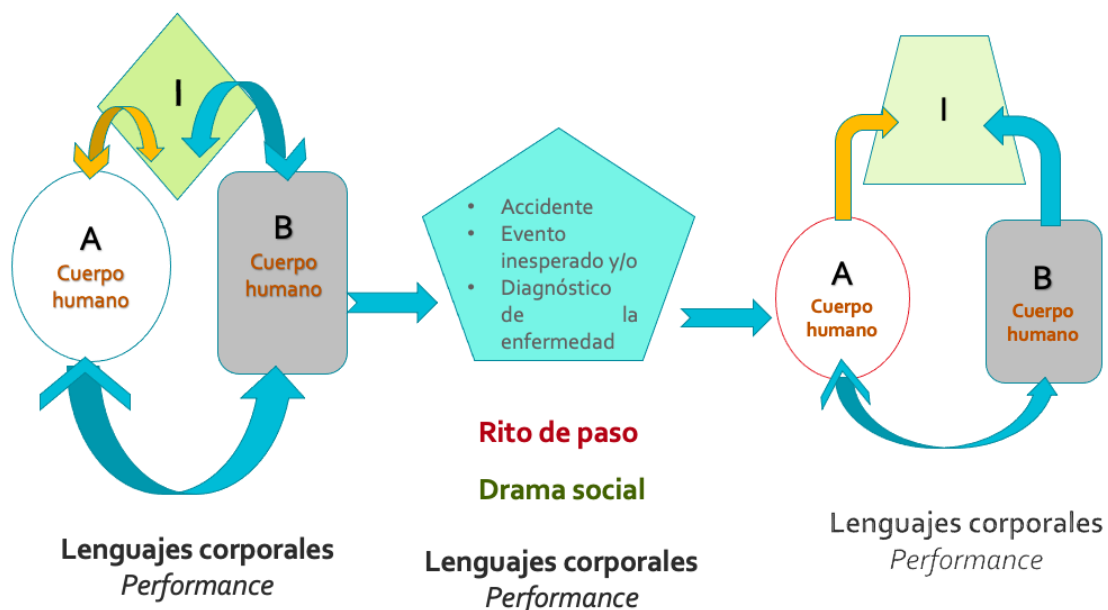 I
A
Cuerpo
humano
B
Cuerpo
humano
• Accidente
• Evento
inesperado y/o
• Diagnóstico
de la
enfermedad
Rito de paso
Drama social
Lenguajes corporales
Performance
Lenguajes corporales
Performance
I
A
Cuerpo
humano
B
Cuerpo
humano
Lenguajes corporales
Performance